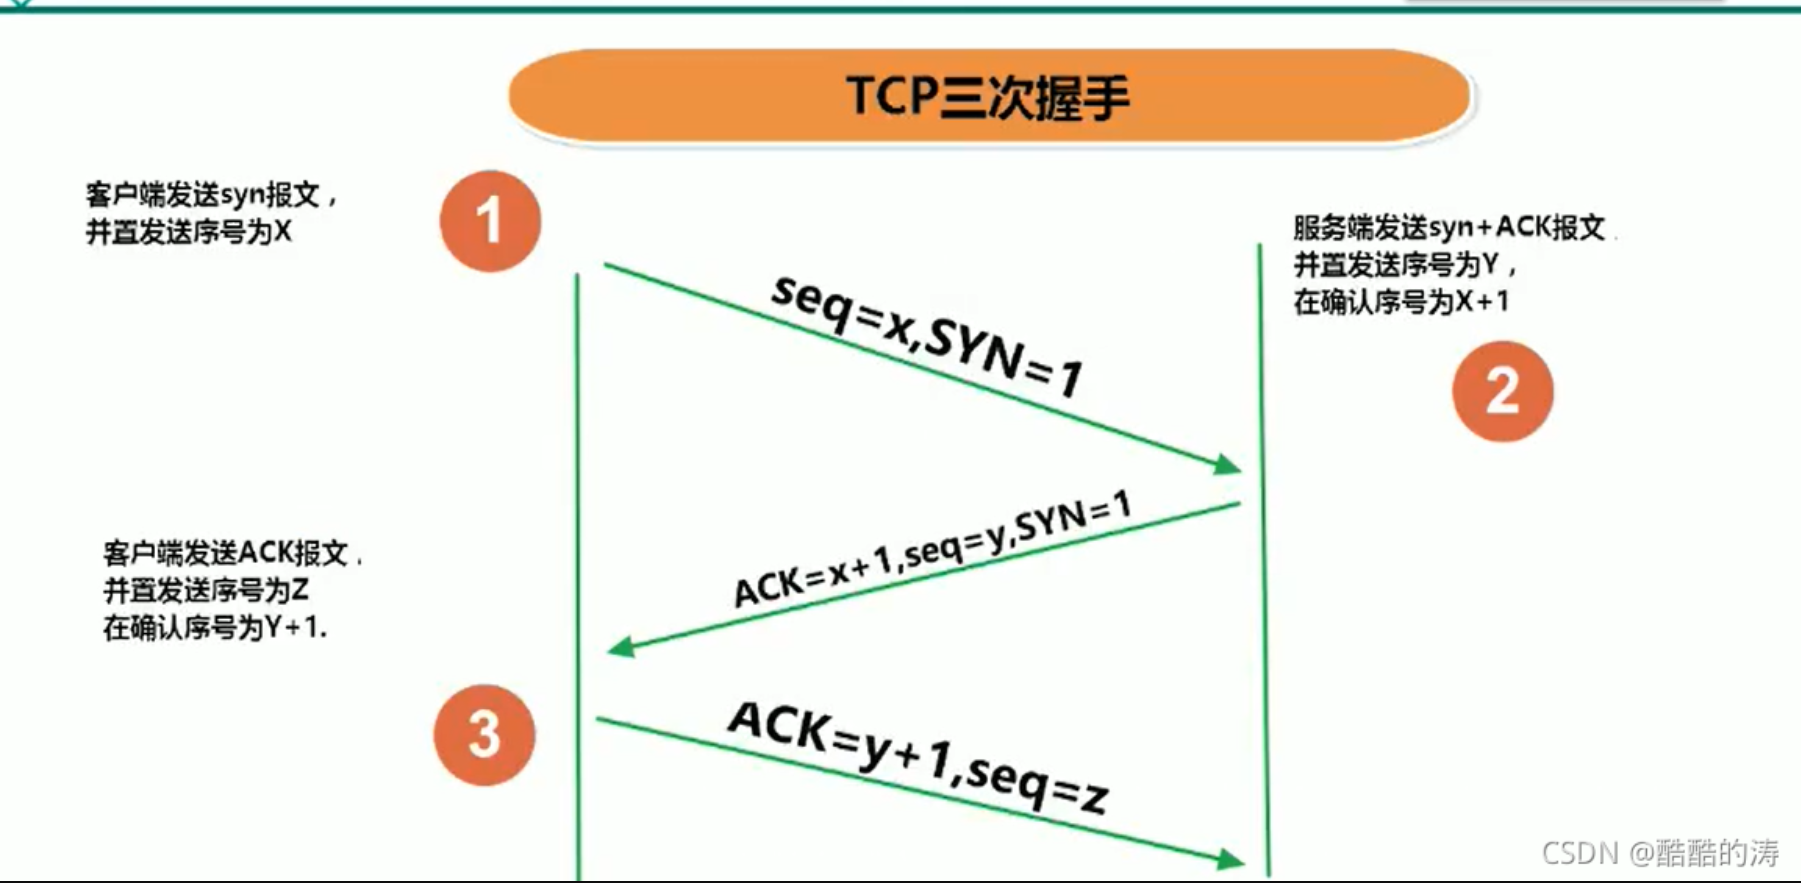 TCP三次握手
客户端发送syn报文，
并置发送序号为X
1
服务端发送syn+ACK报文
并置发送序号为Y，
在确认序号为X+1
2
seq=x,SYN=1
ACK=x+1,seq=y,SYN=1
客户端发送ACK报文，
并置发送序号为Z
在确认序号为Y+1.
3
ACK=y+1,seq=z
CSDN @酷酷的涛